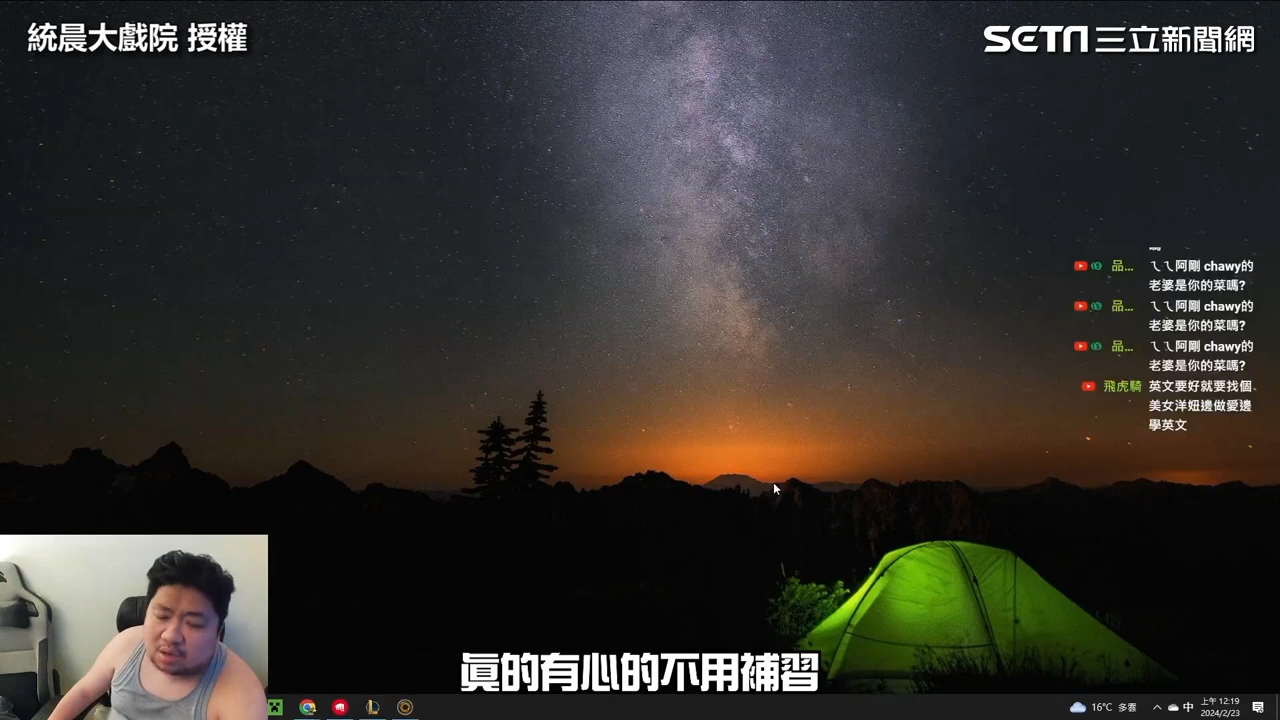 統晨大戲院 授權
SETN三立新聞網
品... ㄟㄟ阿剛 chawy的
老婆是你的菜嗎?
品... ㄟㄟ阿剛 chawy的
老婆是你的菜嗎?
品... ㄟㄟ阿剛 chawy的
老婆是你的菜嗎?
飛虎騎 英文要好就要找個
美女洋妞邊做愛邊
學英文
眞的有心的不用補習
16°C 多雲
中
上午 12:19
2024/2/23